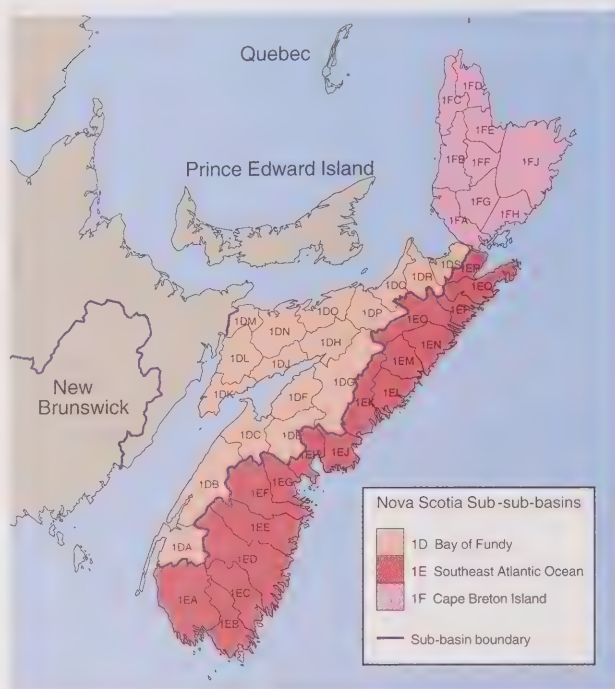 Quebec
Prince Edward Island
New
Brunswick
1FD
1FC
1FE
1FB
1FF
1FJ
1FG
1FA
1FH
1DS
1ER
1DR
1DQ
1EQ
1DP
1EP
1DO
1EO
1DM
1DN
1DH
1EN
1DL
1DJ
1EM
1DG
1EL
1DK
1DF
1EK
1DC
1DE
1EH
1EJ
1DB
1EG
1EF
1EE
1DA
1ED
1EA
1EC
1EB
Nova Scotia Sub-sub-basins
1D Bay of Fundy
1E Southeast Atlantic Ocean
1F Cape Breton Island
Sub-basin boundary